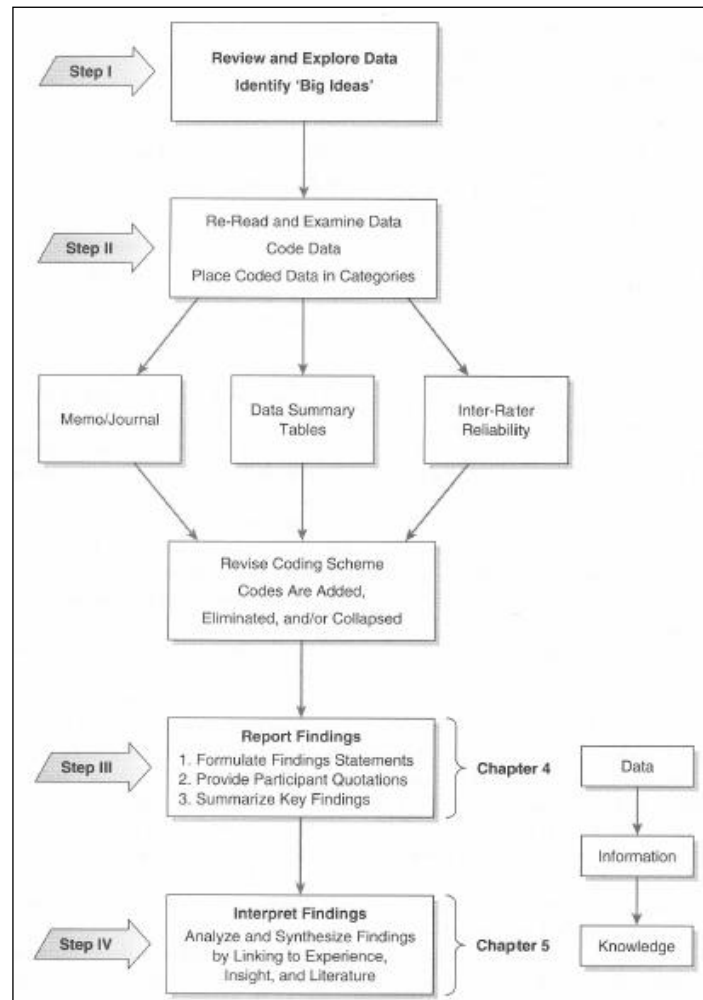 Step I
Review and Explore Data
Identify 'Big Ideas'
Step II
Re-Read and Examine Data
Code Data
Place Coded Data in Categories
Memo/Journal
Data Summary
Tables
Inter-Rater
Reliability
Revise Coding Scheme
Codes Are Added,
Eliminated, and/or Collapsed
Step III
Report Findings
1. Formulate Findings Statements
2. Provide Participant Quotations
3. Summarize Key Findings
Chapter 4
Data
Information
Knowledge
Step IV
Interpret Findings
Analyze and Synthesize Findings
by Linking to Experience,
Insight, and Literature
Chapter 5